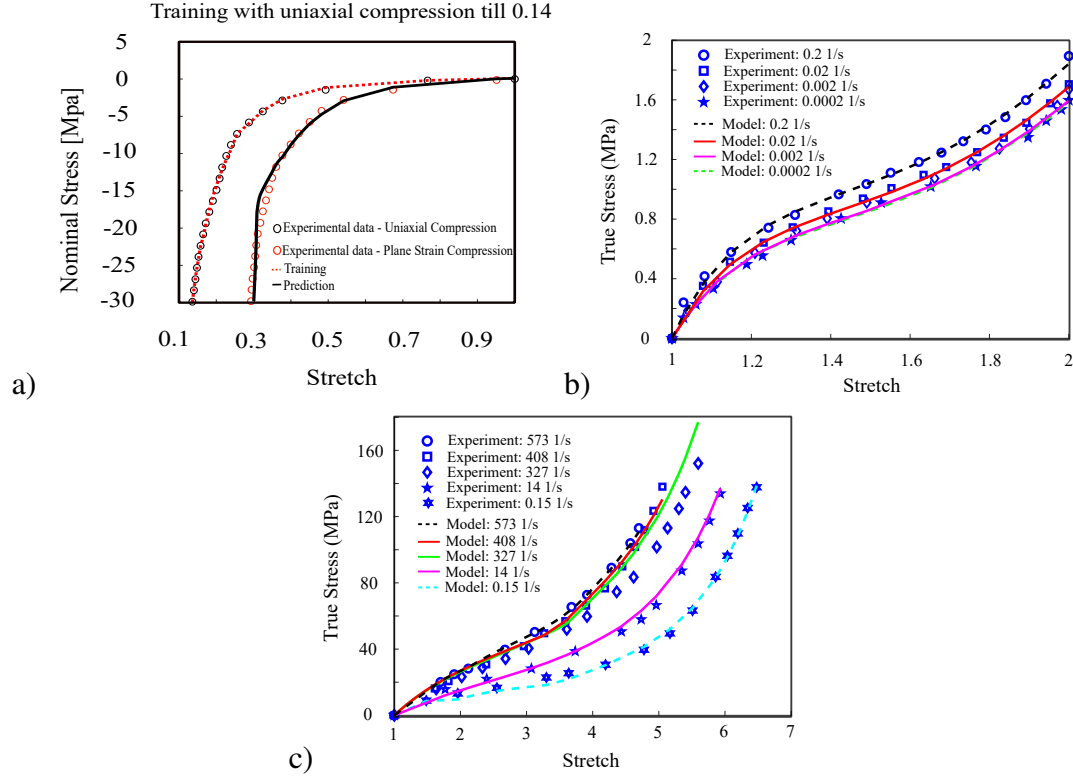 Training with uniaxial compression till 0.14
5
0
-5
-10
-15
-20
-25
-30
Nominal Stress [Mpa]
Experimental data - Uniaxial Compression
Experimental data - Plane Strain Compression
Training
Prediction
0.1 0.3 0.5 0.7 0.9
Stretch
a)
2
1.6
1.2
0.8
0.4
0
True Stress (MPa)
Experiment: 0.2 1/s
Experiment: 0.02 1/s
Experiment: 0.002 1/s
Experiment: 0.0002 1/s
Model: 0.2 1/s
Model: 0.02 1/s
Model: 0.002 1/s
Model: 0.0002 1/s
1 1.2 1.4 1.6 1.8 2
Stretch
b)
160
120
80
40
0
True Stress (MPa)
Experiment: 573 1/s
Experiment: 408 1/s
Experiment: 327 1/s
Experiment: 14 1/s
Experiment: 0.15 1/s
Model: 573 1/s
Model: 408 1/s
Model: 327 1/s
Model: 14 1/s
Model: 0.15 1/s
1 2 3 4 5 6 7
Stretch
c)